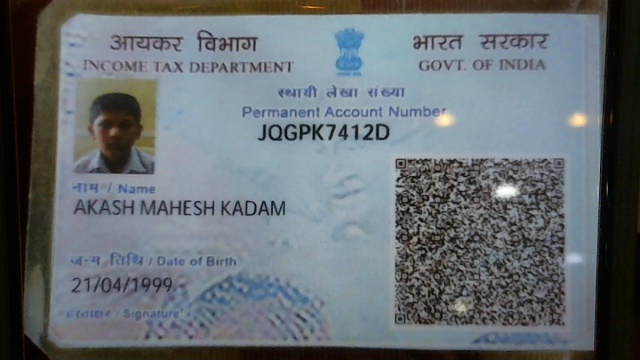 आयकर विभाग
INCOME TAX DEPARTMENT
भारत सरकार
GOVT. OF INDIA
स्थायी लेखा संख्या
Permanent Account Number
JQGPK7412D
नाम / Name
AKASH MAHESH KADAM
जन्म तिथि / Date of Birth
21/04/1999
हस्ताक्षर / Signature